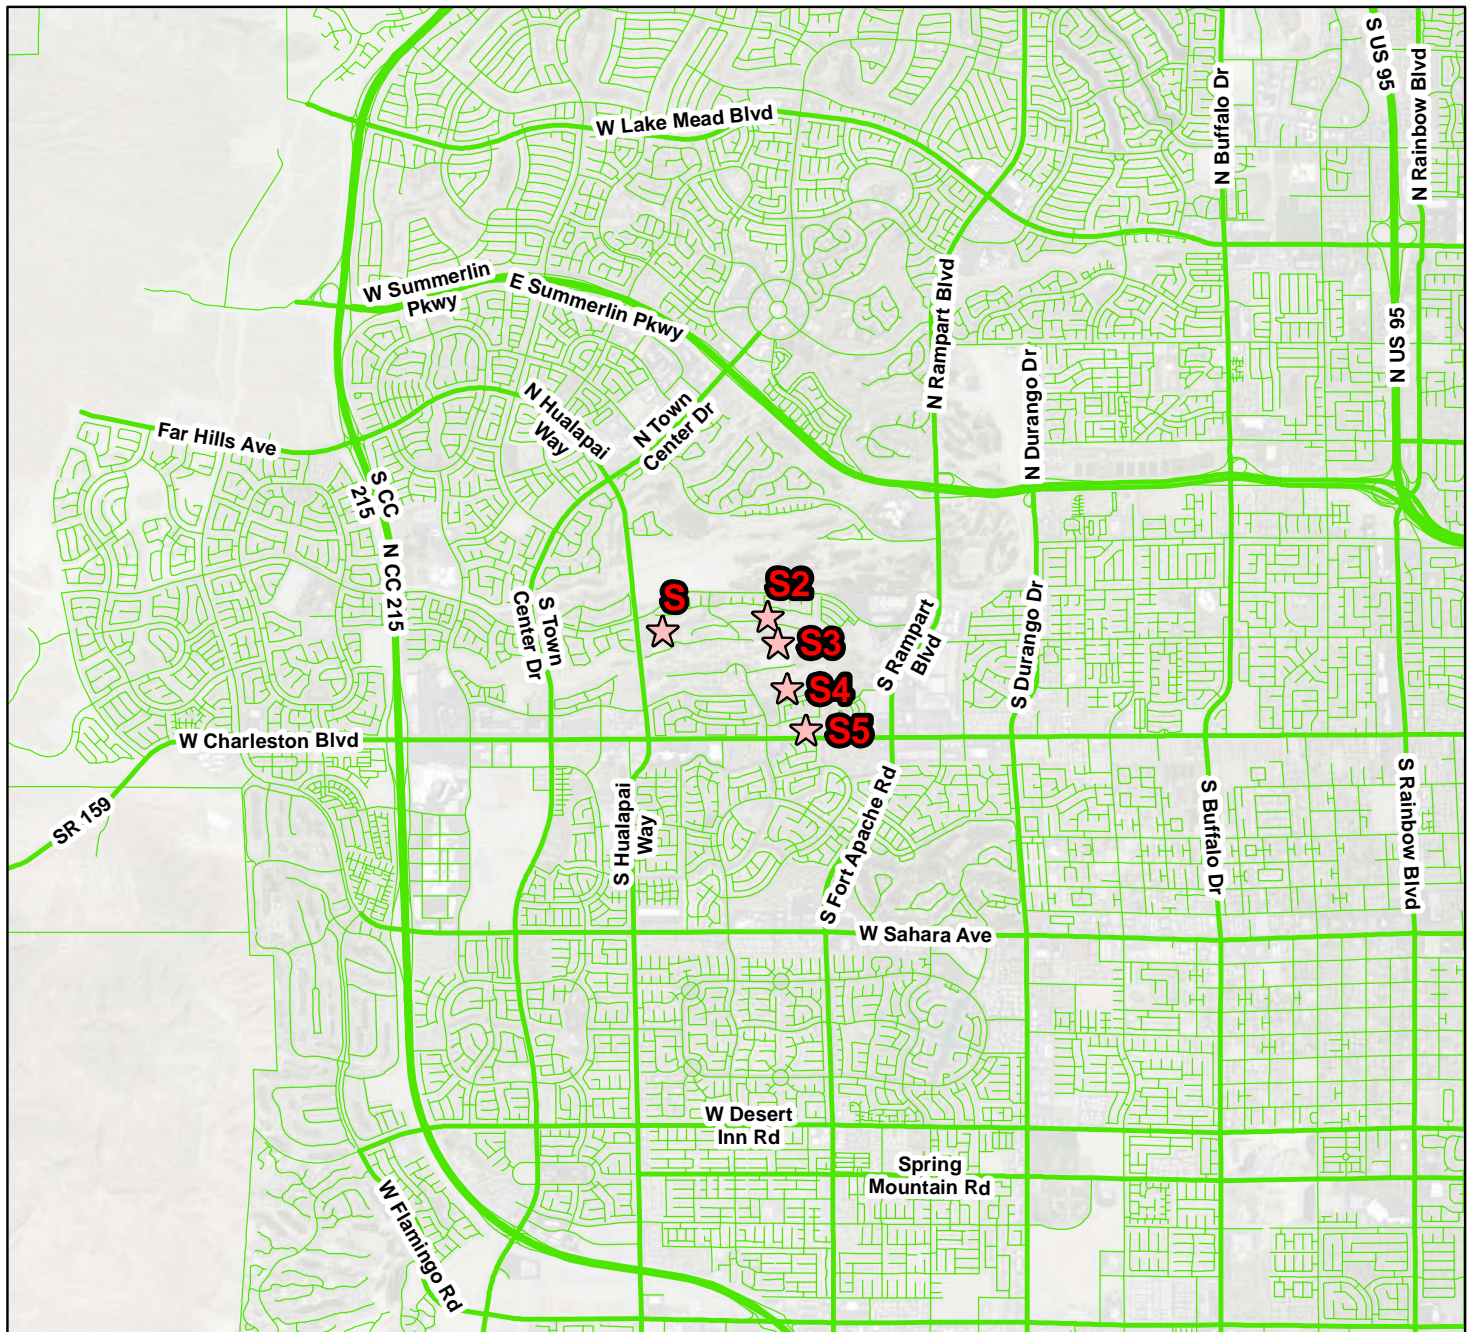 S US 95
N Rainbow Blvd
N Buffalo Dr
W Lake Mead Blvd
W Summerlin
Pkwy
E Summerlin Pkwy
N Rampart Blvd
N US 95
N Durango Dr
N Hualapai
Way
N Town
Center Dr
Far Hills Ave
S CC
215
N CC 215
S Town
Center Dr
S
S2
S3
S4
S5
S Rampart
Blvd
S Durango Dr
W Charleston Blvd
SR 159
S Hualapai
Way
S Fort Apache Rd
S Buffalo Dr
S Rainbow Blvd
W Sahara Ave
W Desert
Inn Rd
Spring
Mountain Rd
W Flamingo Rd